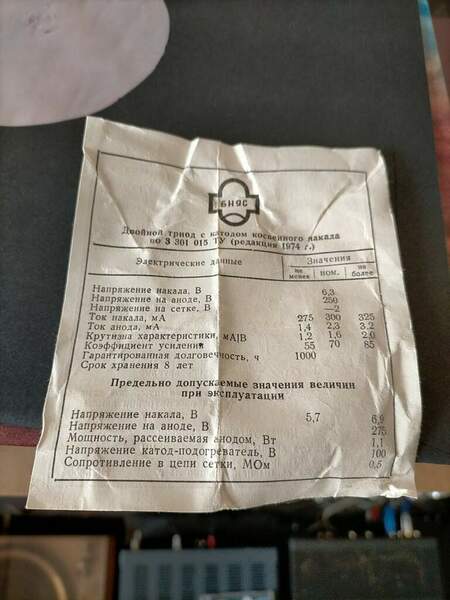 6Н9С
Двойной триод с катодом косвенного накала
по 3 301 015 ТУ (редакция 1974 г.)
Электрические данные Значения
не менее ном. не более
Напряжение накала, В 6,3
Напряжение на аноде, В 250
Напряжение на сетке, В —2
Ток накала, мА 275 300 325
Ток анода, мА 1,4 2,3 3,2
Крутизна характеристики, мА|В 1,2 1,6 2,0
Коэффициент усиления 55 70 85
Гарантированная долговечность, ч 1000
Срок хранения 8 лет
Предельно допускаемые значения величин
при эксплуатации
Напряжение накала, В 5,7 6,9
Напряжение на аноде, В 275
Мощность, рассеиваемая анодом, Вт 1,1
Напряжение катод-подогреватель, В 100
Сопротивление в цепи сетки, МОм 0,5